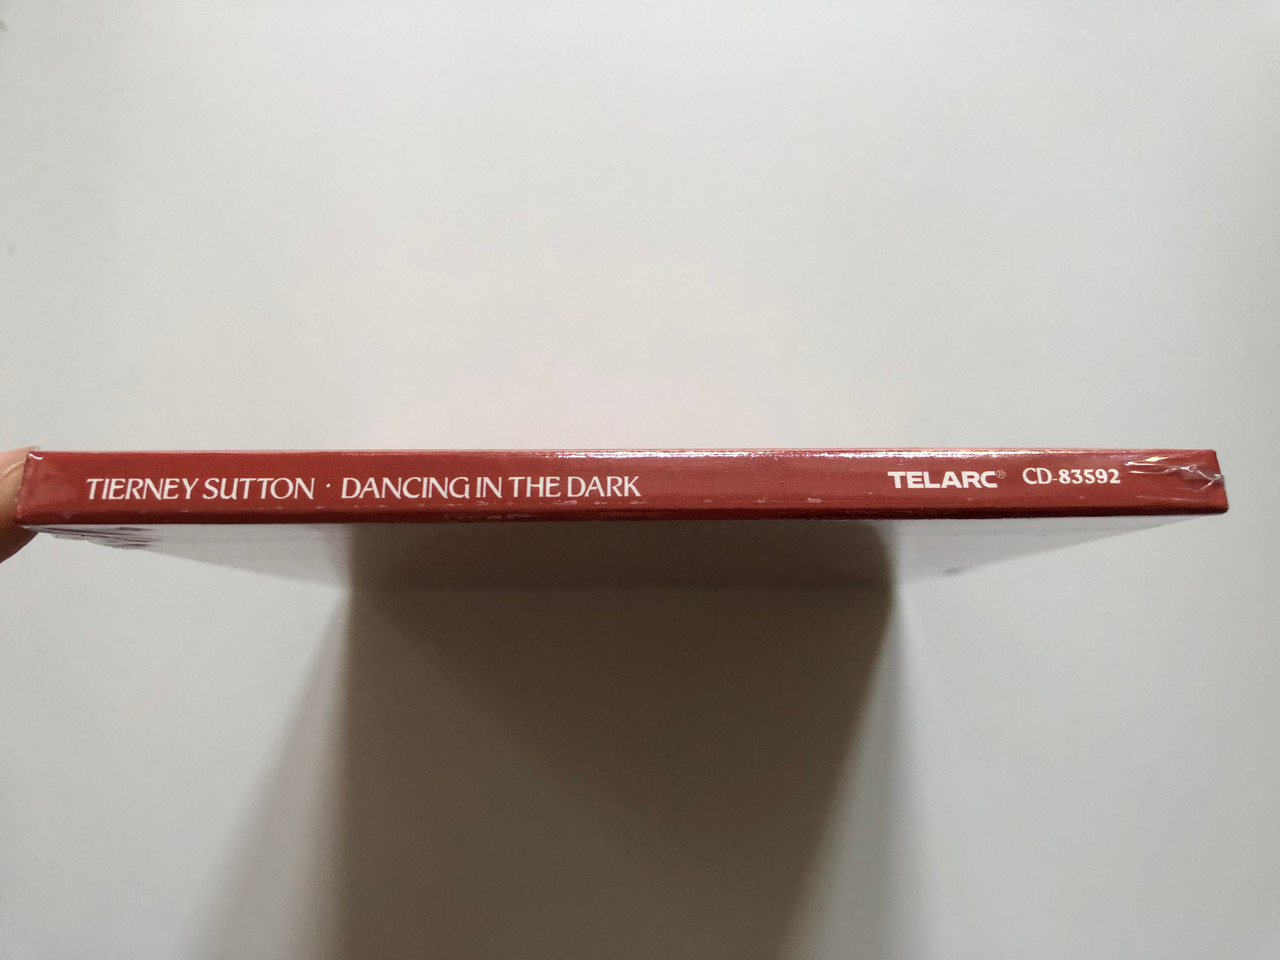 TIERNEY SUTTON · DANCING IN THE DARK TELARC® CD-83592